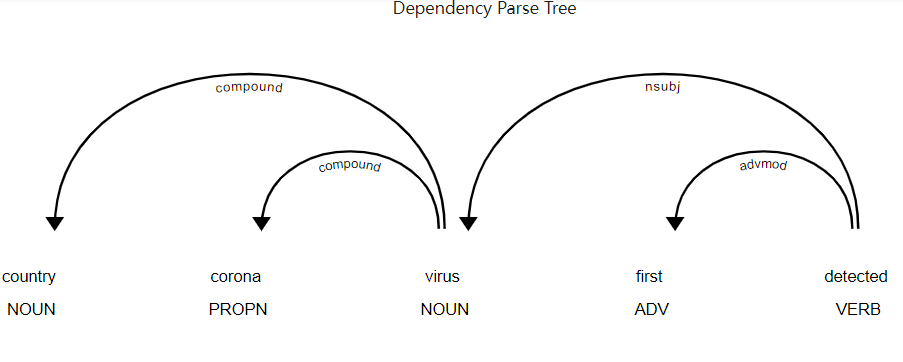 Dependency Parse Tree
compound nsubj
compound advmod
country corona virus first detected
NOUN PROPN NOUN ADV VERB